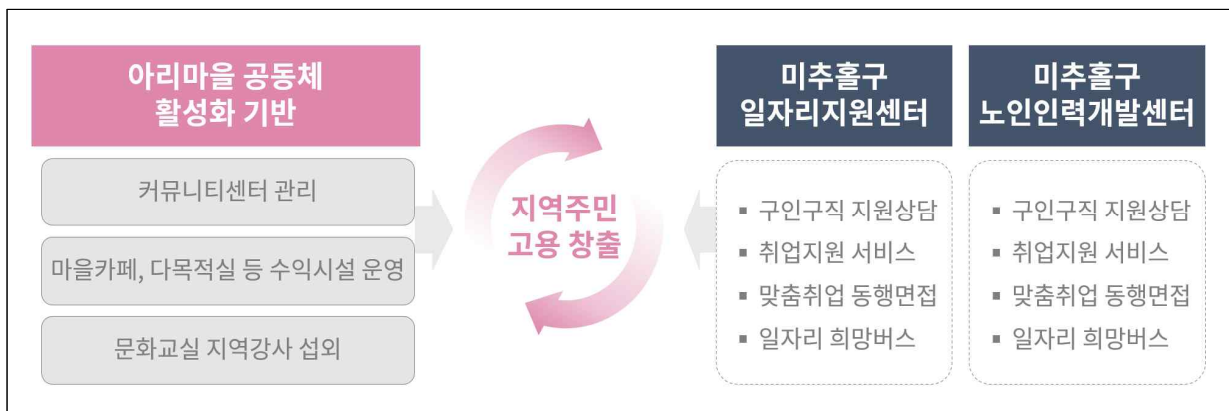 아리마을 공동체
활성화 기반
커뮤니티센터 관리
마을카페, 다목적실 등 수익시설 운영
문화교실 지역강사 섭외
지역주민
고용 창출
미추홀구
일자리지원센터
▪ 구인구직 지원상담
▪ 취업지원 서비스
▪ 맞춤취업 동행면접
▪ 일자리 희망버스
미추홀구
노인인력개발센터
▪ 구인구직 지원상담
▪ 취업지원 서비스
▪ 맞춤취업 동행면접
▪ 일자리 희망버스